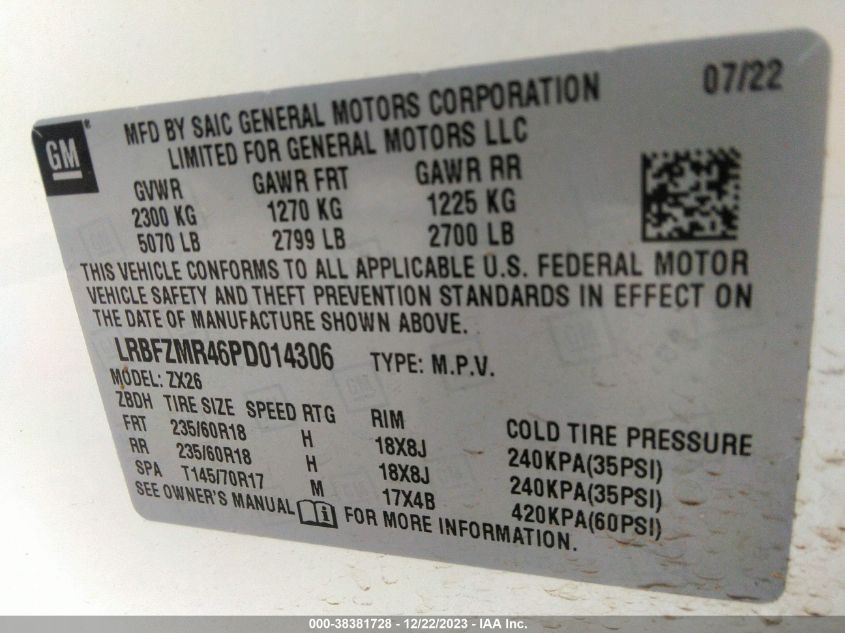 07/22
GM®
MFD BY SAIC GENERAL MOTORS CORPORATION
LIMITED FOR GENERAL MOTORS LLC
GVWR GAWR FRT GAWR RR
2300 KG 1270 KG 1225 KG
5070 LB 2799 LB 2700 LB
THIS VEHICLE CONFORMS TO ALL APPLICABLE U.S. FEDERAL MOTOR
VEHICLE SAFETY AND THEFT PREVENTION STANDARDS IN EFFECT ON
THE DATE OF MANUFACTURE SHOWN ABOVE.
LRBFZMR46PD014306 TYPE: M.P.V.
MODEL: ZX26
ZBDH TIRE SIZE SPEED RTG RIM COLD TIRE PRESSURE
FRT 235/60R18 H 18X8J 240KPA(35PSI)
RR 235/60R18 H 18X8J 240KPA(35PSI)
SPA T145/70R17 M 17X4B 420KPA(60PSI)
SEE OWNER'S MANUAL FOR MORE INFORMATION.
000-38381728 - 12/22/2023 - IAA Inc.